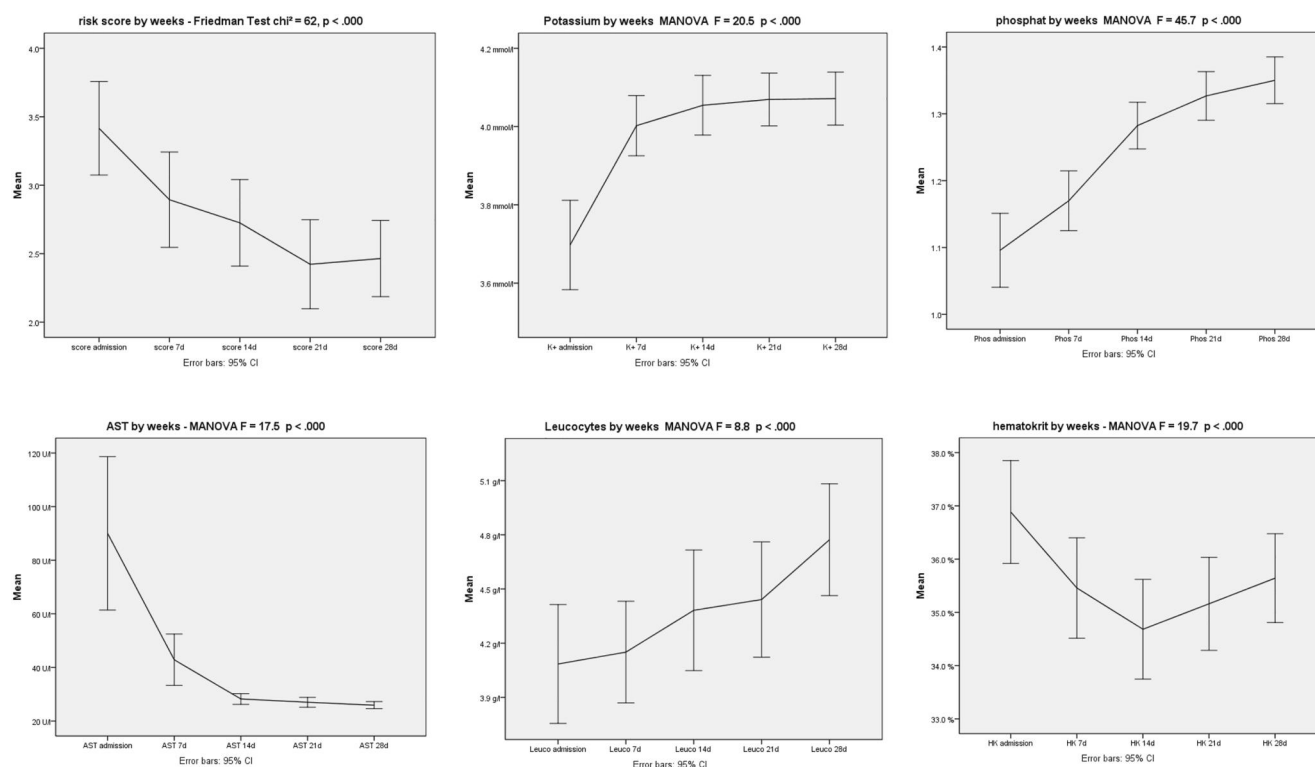 risk score by weeks - Friedman Test chi² = 62, p < .000
4.0
3.5
3.0
2.5
2.0
Mean
score admission score 7d score 14d score 21d score 28d
Error bars: 95% CI
Potassium by weeks MANOVA F = 20.5 p < .000
4.2 mmol/l
4.0 mmol/l
3.8 mmol/l
3.6 mmol/l
Mean
K+ admission K+ 7d K+ 14d K+ 21d K+ 28d
Error bars: 95% CI
phosphat by weeks MANOVA F = 45.7 p < .000
1.4
1.3
1.2
1.1
1.0
Mean
Phos admission Phos 7d Phos 14d Phos 21d Phos 28d
Error bars: 95% CI
AST by weeks - MANOVA F = 17.5 p < .000
120 U/l
100 U/l
80 U/l
60 U/l
40 U/l
20 U/l
Mean
AST admission AST 7d AST 14d AST 21d AST 28d
Error bars: 95% CI
Leucocytes by weeks MANOVA F = 8.8 p < .000
5.1 g/l
4.8 g/l
4.5 g/l
4.2 g/l
3.9 g/l
Mean
Leuco admission Leuco 7d Leuco 14d Leuco 21d Leuco 28d
Error bars: 95% CI
hematokrit by weeks - MANOVA F = 19.7 p < .000
38.0 %
37.0 %
36.0 %
35.0 %
34.0 %
33.0 %
Mean
HK admission HK 7d HK 14d HK 21d HK 28d
Error bars: 95% CI